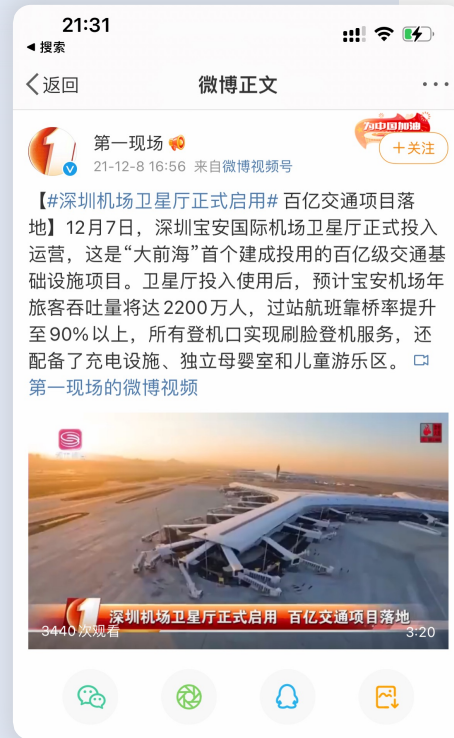 21:31
搜索
返回
微博正文
为中国加油
第一现场
+关注
21-12-8 16:56 来自微博视频号
【#深圳机场卫星厅正式启用# 百亿交通项目落
地】12月7日，深圳宝安国际机场卫星厅正式投入
运营，这是“大前海”首个建成投用的百亿级交通基
础设施项目。卫星厅投入使用后，预计宝安机场年
旅客吞吐量将达2200万人，过站航班靠桥率提升
至90%以上，所有登机口实现刷脸登机服务，还
配备了充电设施、独立母婴室和儿童游乐区。
第一现场的微博视频
深圳机场卫星厅正式启用 百亿交通项目落地
3440次观看
3:20